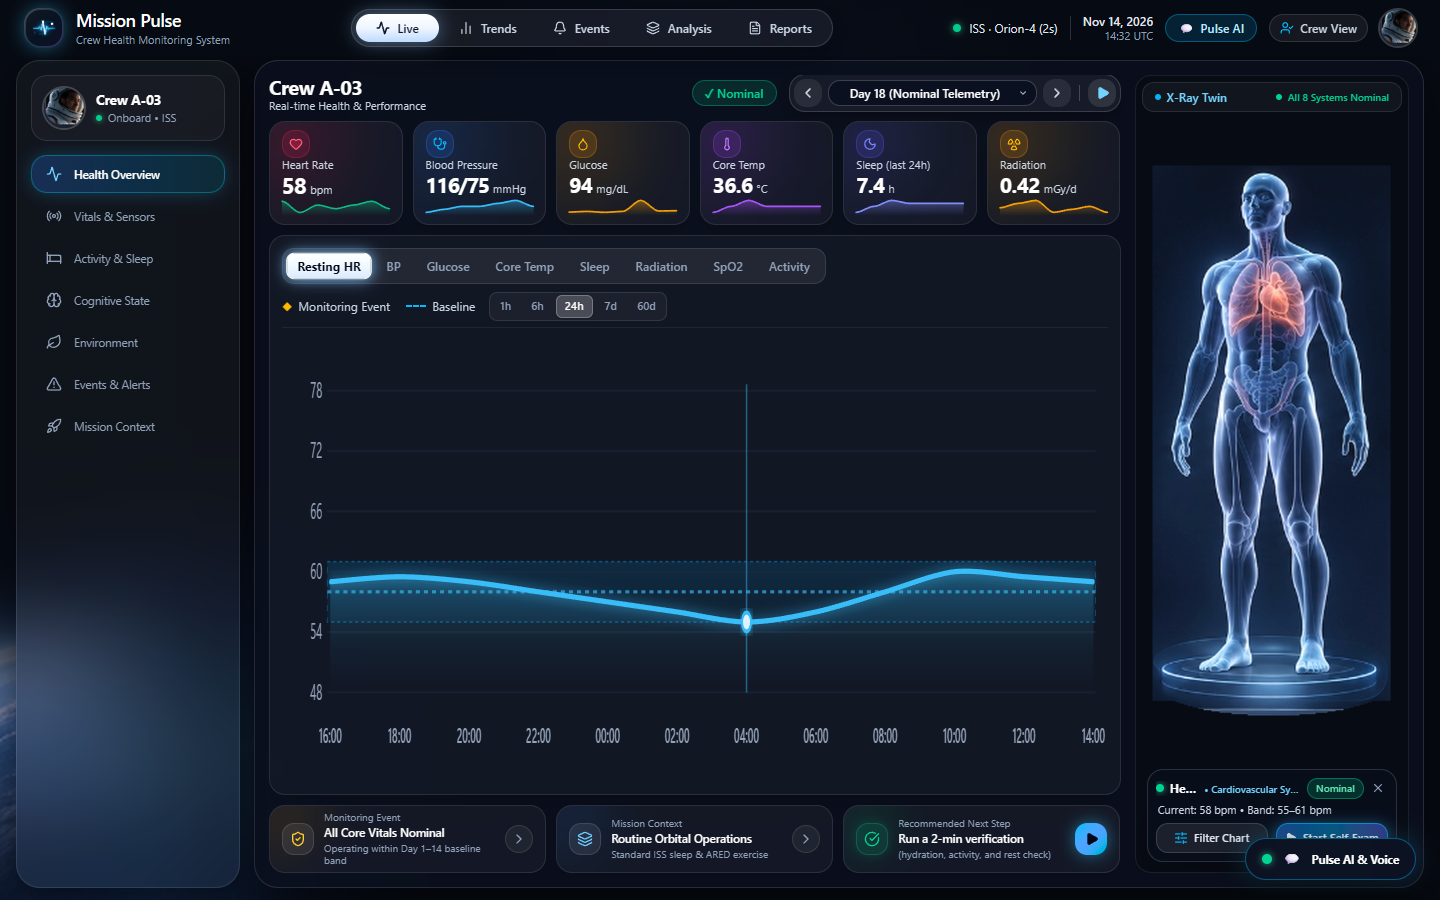 Mission Pulse
Crew Health Monitoring System
Live
Trends
Events
Analysis
Reports
ISS · Orion-4 (2s)
Nov 14, 2026
14:32 UTC
Pulse AI
Crew View
Crew A-03
Onboard • ISS
Health Overview
Vitals & Sensors
Activity & Sleep
Cognitive State
Environment
Events & Alerts
Mission Context
Crew A-03
Real-time Health & Performance
✓ Nominal
Day 18 (Nominal Telemetry)
Heart Rate
58 bpm
Blood Pressure
116/75 mmHg
Glucose
94 mg/dL
Core Temp
36.6 °C
Sleep (last 24h)
7.4 h
Radiation
0.42 mGy/d
Resting HR
BP
Glucose
Core Temp
Sleep
Radiation
SpO2
Activity
Monitoring Event
Baseline
1h
6h
24h
7d
60d
78
72
66
60
54
48
16:00
18:00
20:00
22:00
00:00
02:00
04:00
06:00
08:00
10:00
12:00
14:00
Monitoring Event
All Core Vitals Nominal
Operating within Day 1–14 baseline
band
Mission Context
Routine Orbital Operations
Standard ISS sleep & ARED exercise
Recommended Next Step
Run a 2-min verification
(hydration, activity, and rest check)
X-Ray Twin
All 8 Systems Nominal
He...
• Cardiovascular Sy...
Nominal
Current: 58 bpm • Band: 55–61 bpm
Filter Chart
Start Self-Exam
Pulse AI & Voice